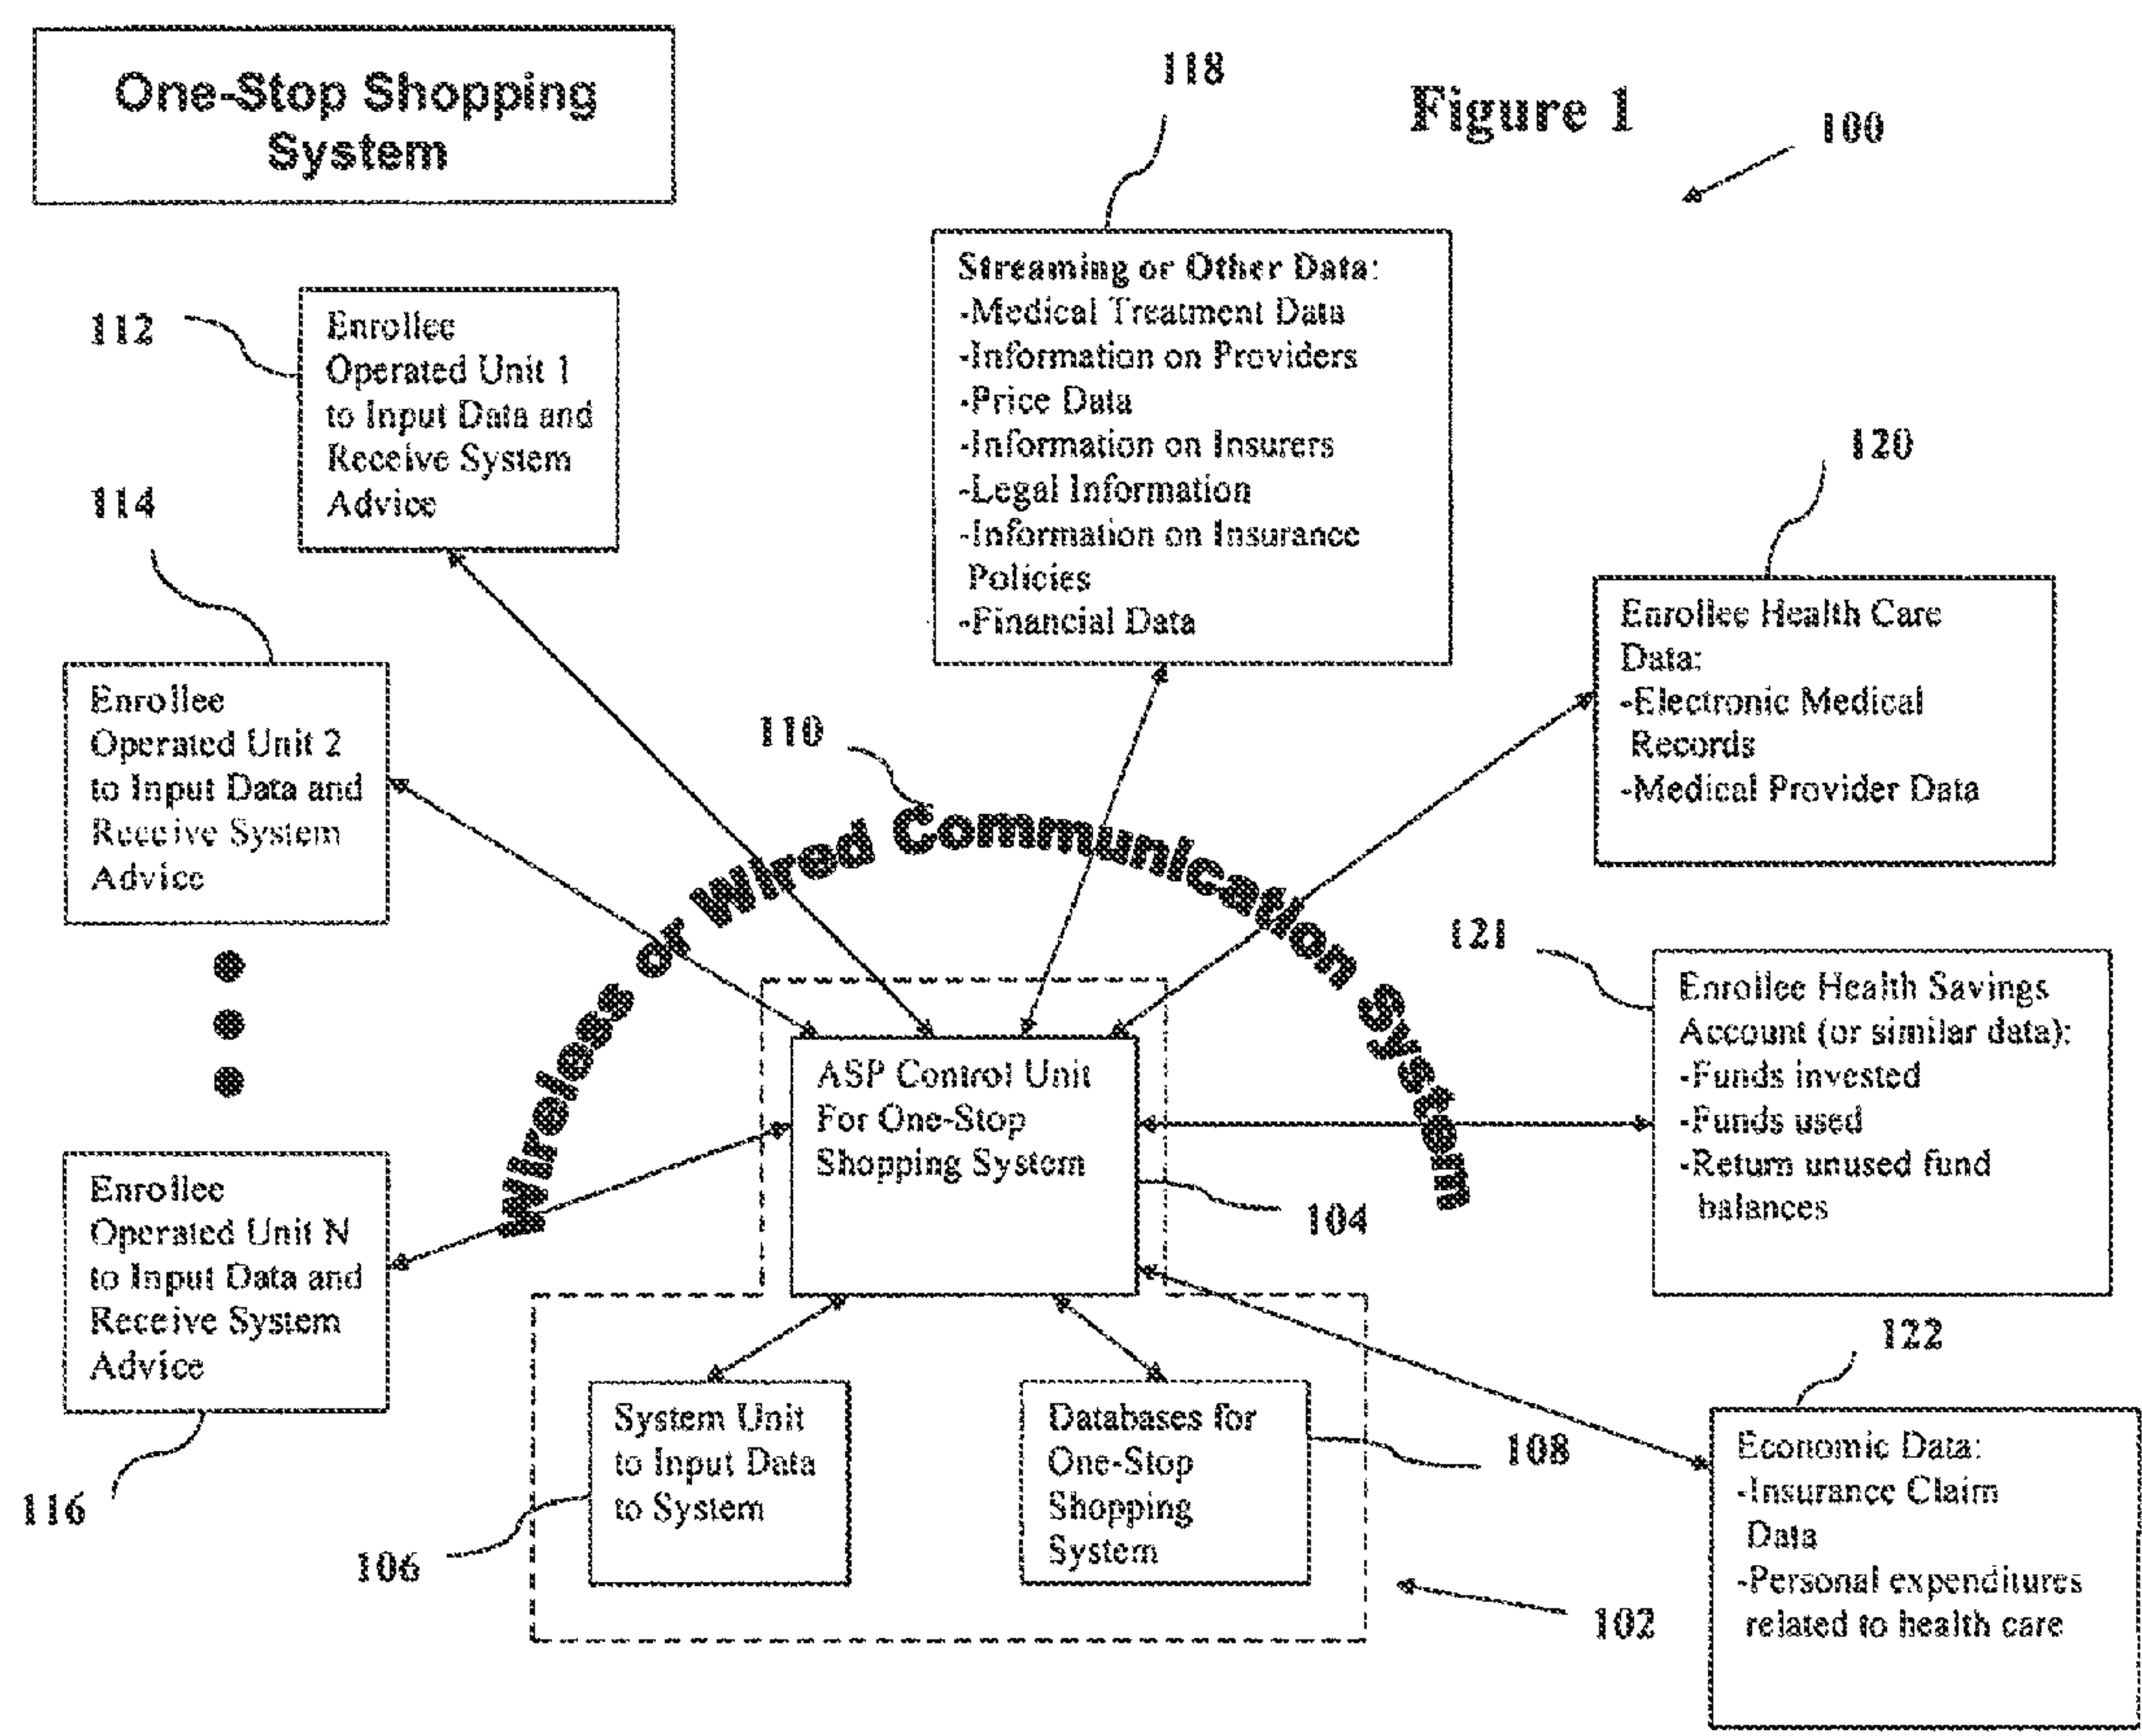 One-Stop Shopping
System
Figure 1
100
118
Streaming or Other Data:
-Medical Treatment Data
-Information on Providers
-Price Data
-Information on Insurers
-Legal Information
-Information on Insurance
Policies
-Financial Data
112
Enrollee
Operated Unit 1
to Input Data and
Receive System
Advice
114
Enrollee
Operated Unit 2
to Input Data and
Receive System
Advice
120
Enrollee Health Care
Data:
-Electronic Medical
Records
-Medical Provider Data
110
Wireless or Wired Communication System
121
Enrollee Health Savings
Account (or similar data):
-Funds invested
-Funds used
-Return unused fund
balances
ASP Control Unit
For One-Stop
Shopping System
104
Enrollee
Operated Unit N
to Input Data and
Receive System
Advice
116
System Unit
to Input Data
to System
106
Databases for
One-Stop
Shopping
System
108
102
122
Economic Data:
-Insurance Claim
Data
-Personal expenditures
related to health care